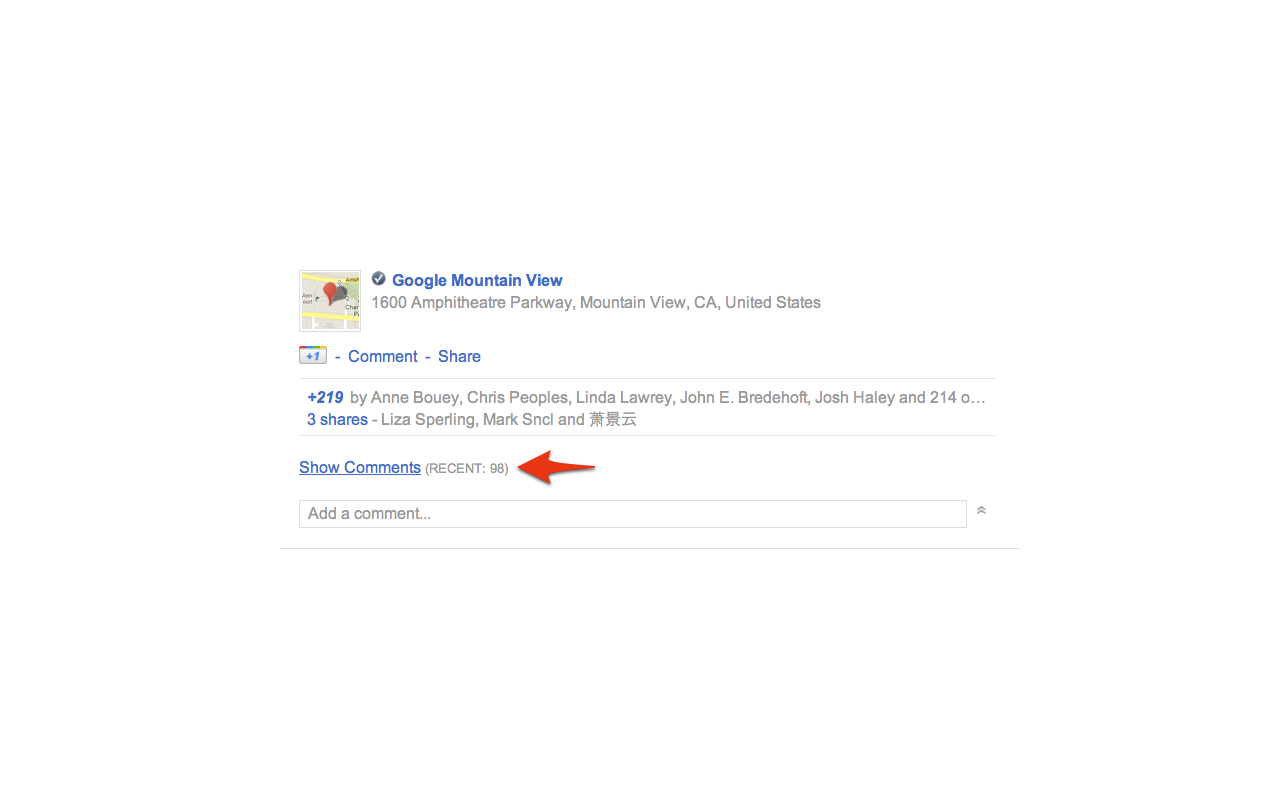 Google Mountain View
1600 Amphitheatre Parkway, Mountain View, CA, United States
+1 - Comment - Share
+219 by Anne Bouey, Chris Peoples, Linda Lawrey, John E. Bredehoft, Josh Haley and 214 o...
3 shares - Liza Sperling, Mark Sncl and 萧景云
Show Comments (RECENT: 98)
Add a comment...